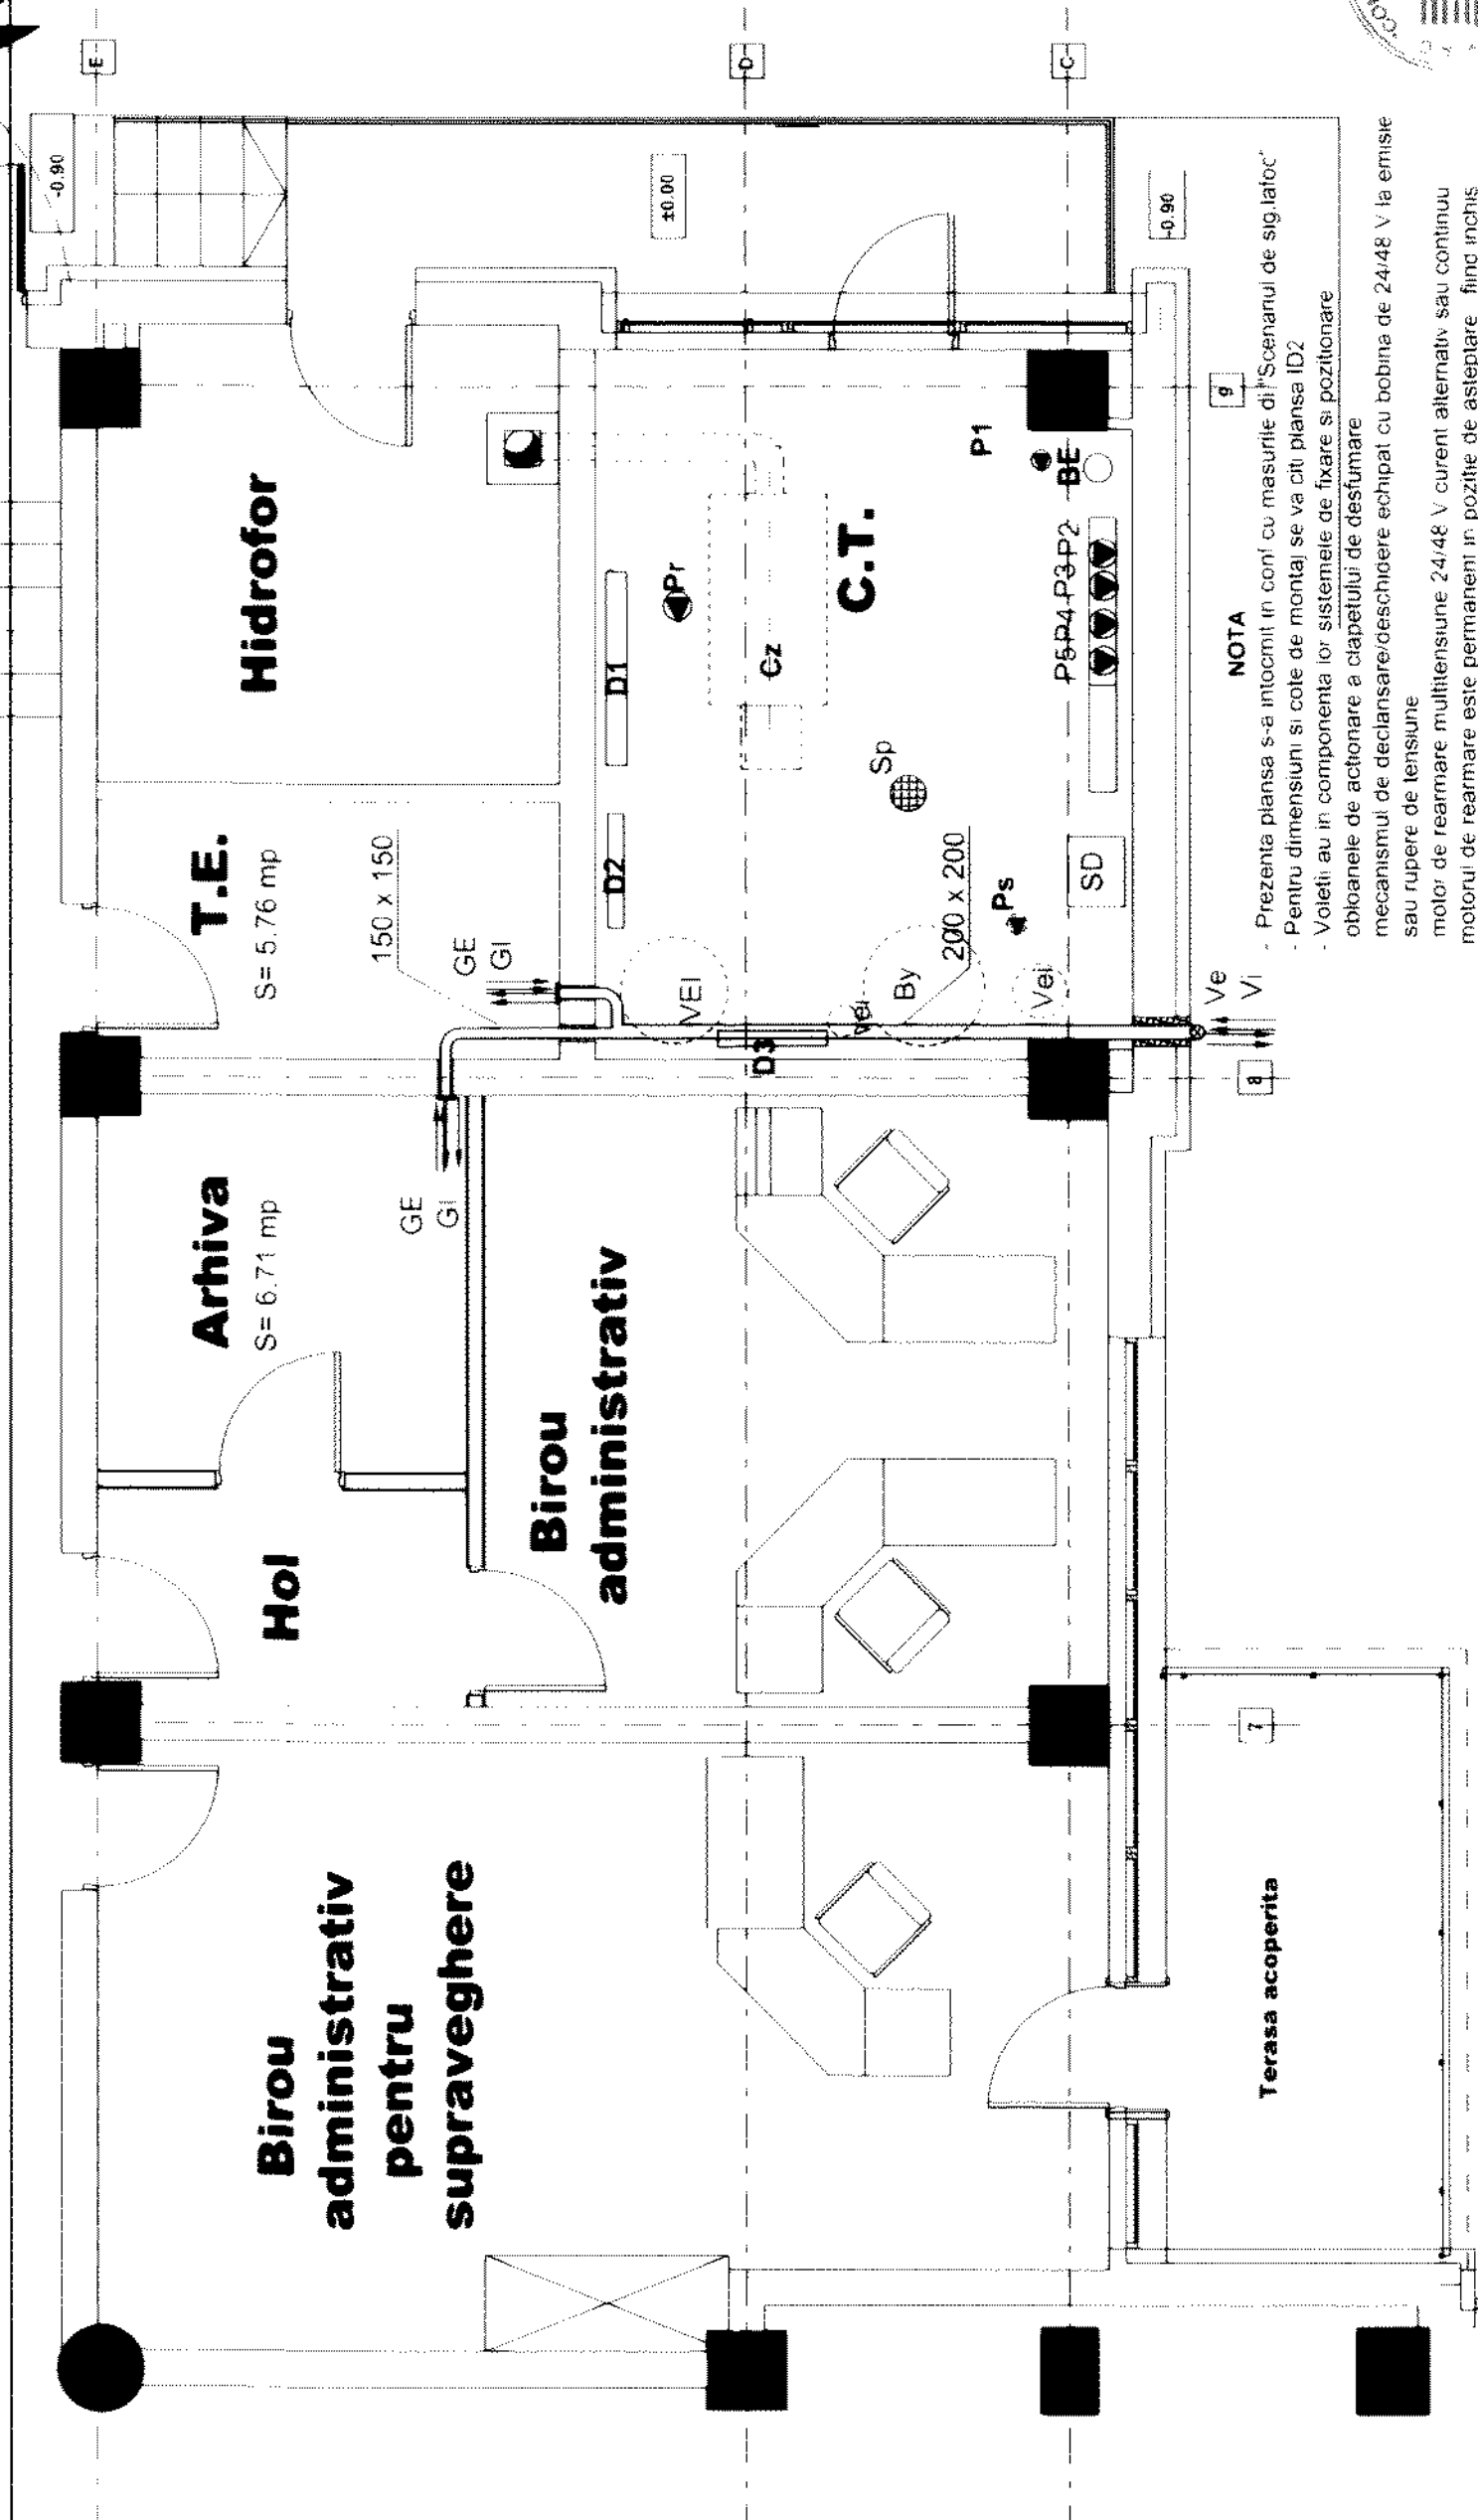 E
D
C
-0.90
±0.00
-0.90
Hidrofor
T.E.
S= 5.76 mp
150 x 150
GE
GI
D1
D2
D3
Pr
Cz
C.T.
Sp
P1
BE
P5 P4 P3 P2
SD
Ps
200 x 200
VEI
vei
By
Vei
Ve
Vi
9
8
7
Arhiva
S= 6.71 mp
GE
GI
Hol
Birou
administrativ
Birou
administrativ
pentru
supraveghere
Terasa acoperita
NOTA
- Prezenta plansa s-a intocmit in conf cu masurile di "Scenariul de sig.lafoc"
- Pentru dimensiuni si cote de montaj se va citi plansa ID2
- Voletii au in componenta lor sistemele de fixare si pozitionare
obloanele de actionare a clapetului de desfumare
mecanismul de declansare/deschidere echipat cu bobina de 24/48 V la emisie
sau rupere de tensiune
motor de rearmare multitensiune 24/48 V curent alternativ sau continuu
motorul de rearmare este permanent in pozitie de asteptare fiind inchis